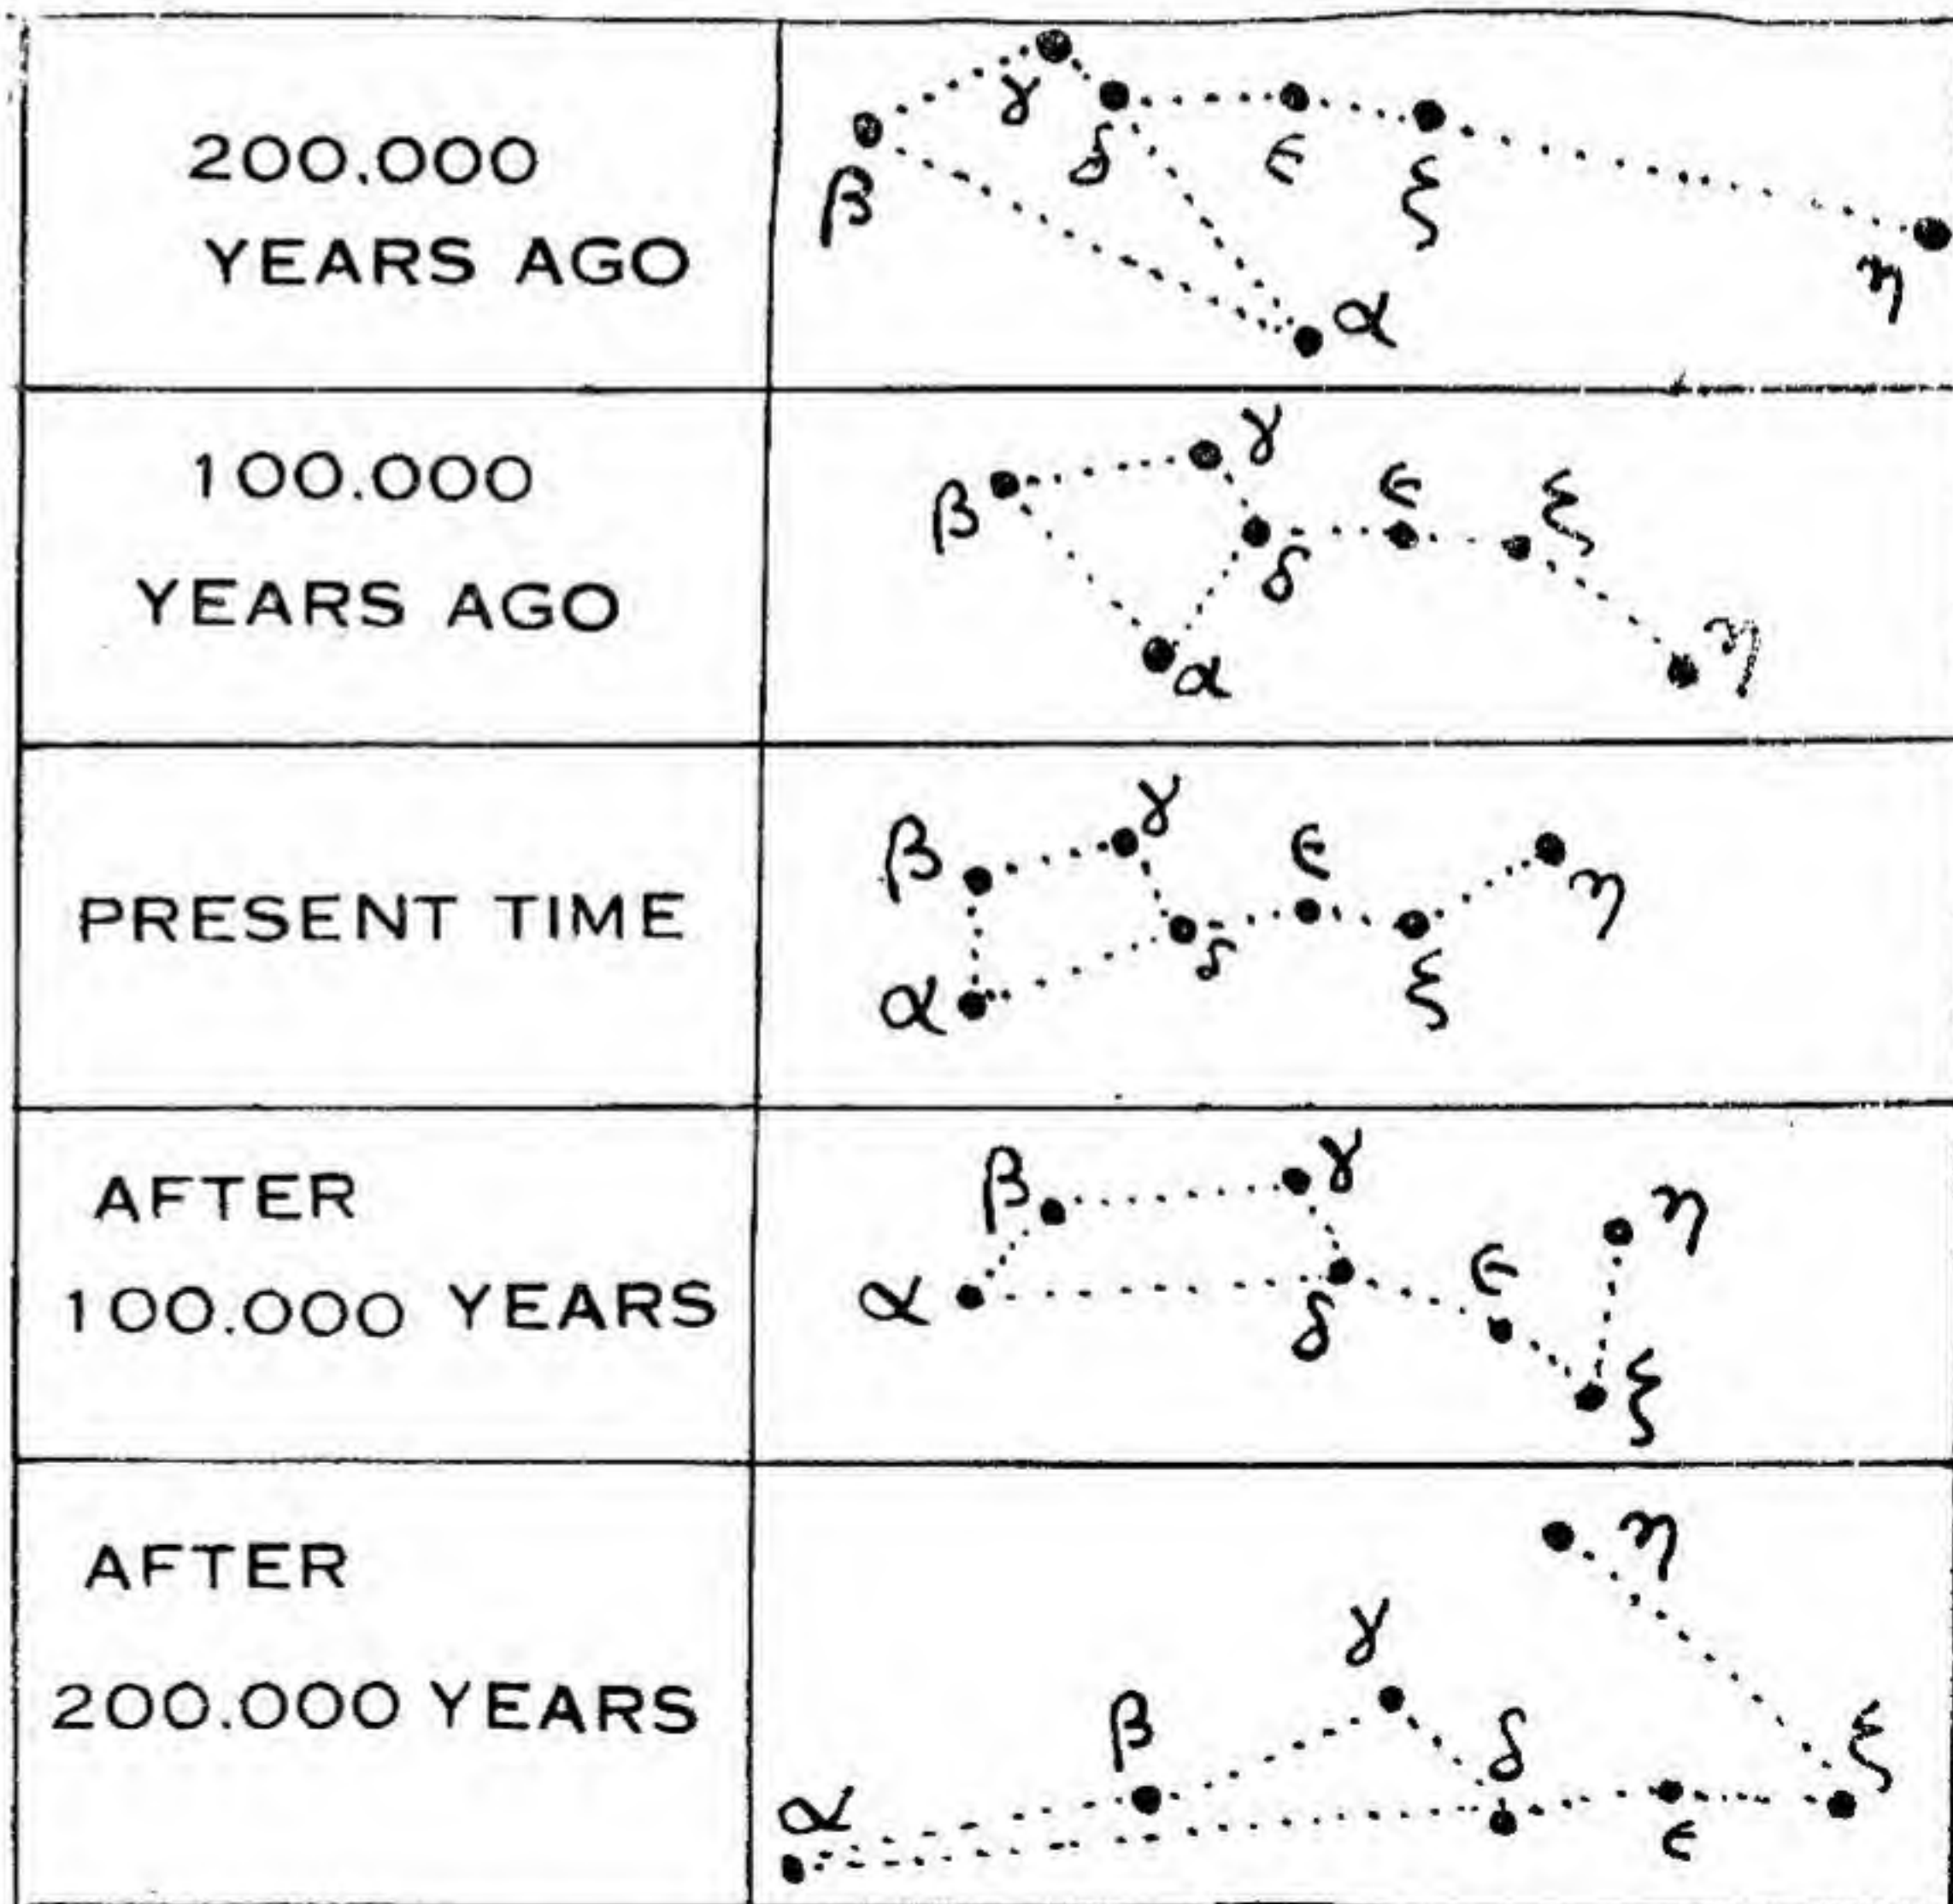 200.000
YEARS AGO
γ
δ
ϵ
ξ
β
η
α
100.000
YEARS AGO
γ
ϵ
ξ
β
δ
η
α
PRESENT TIME
γ
β
ϵ
η
δ
ξ
α
AFTER
100.000 YEARS
γ
β
η
ϵ
α
δ
ξ
AFTER
200.000 YEARS
η
γ
β
δ
ξ
α
ϵ